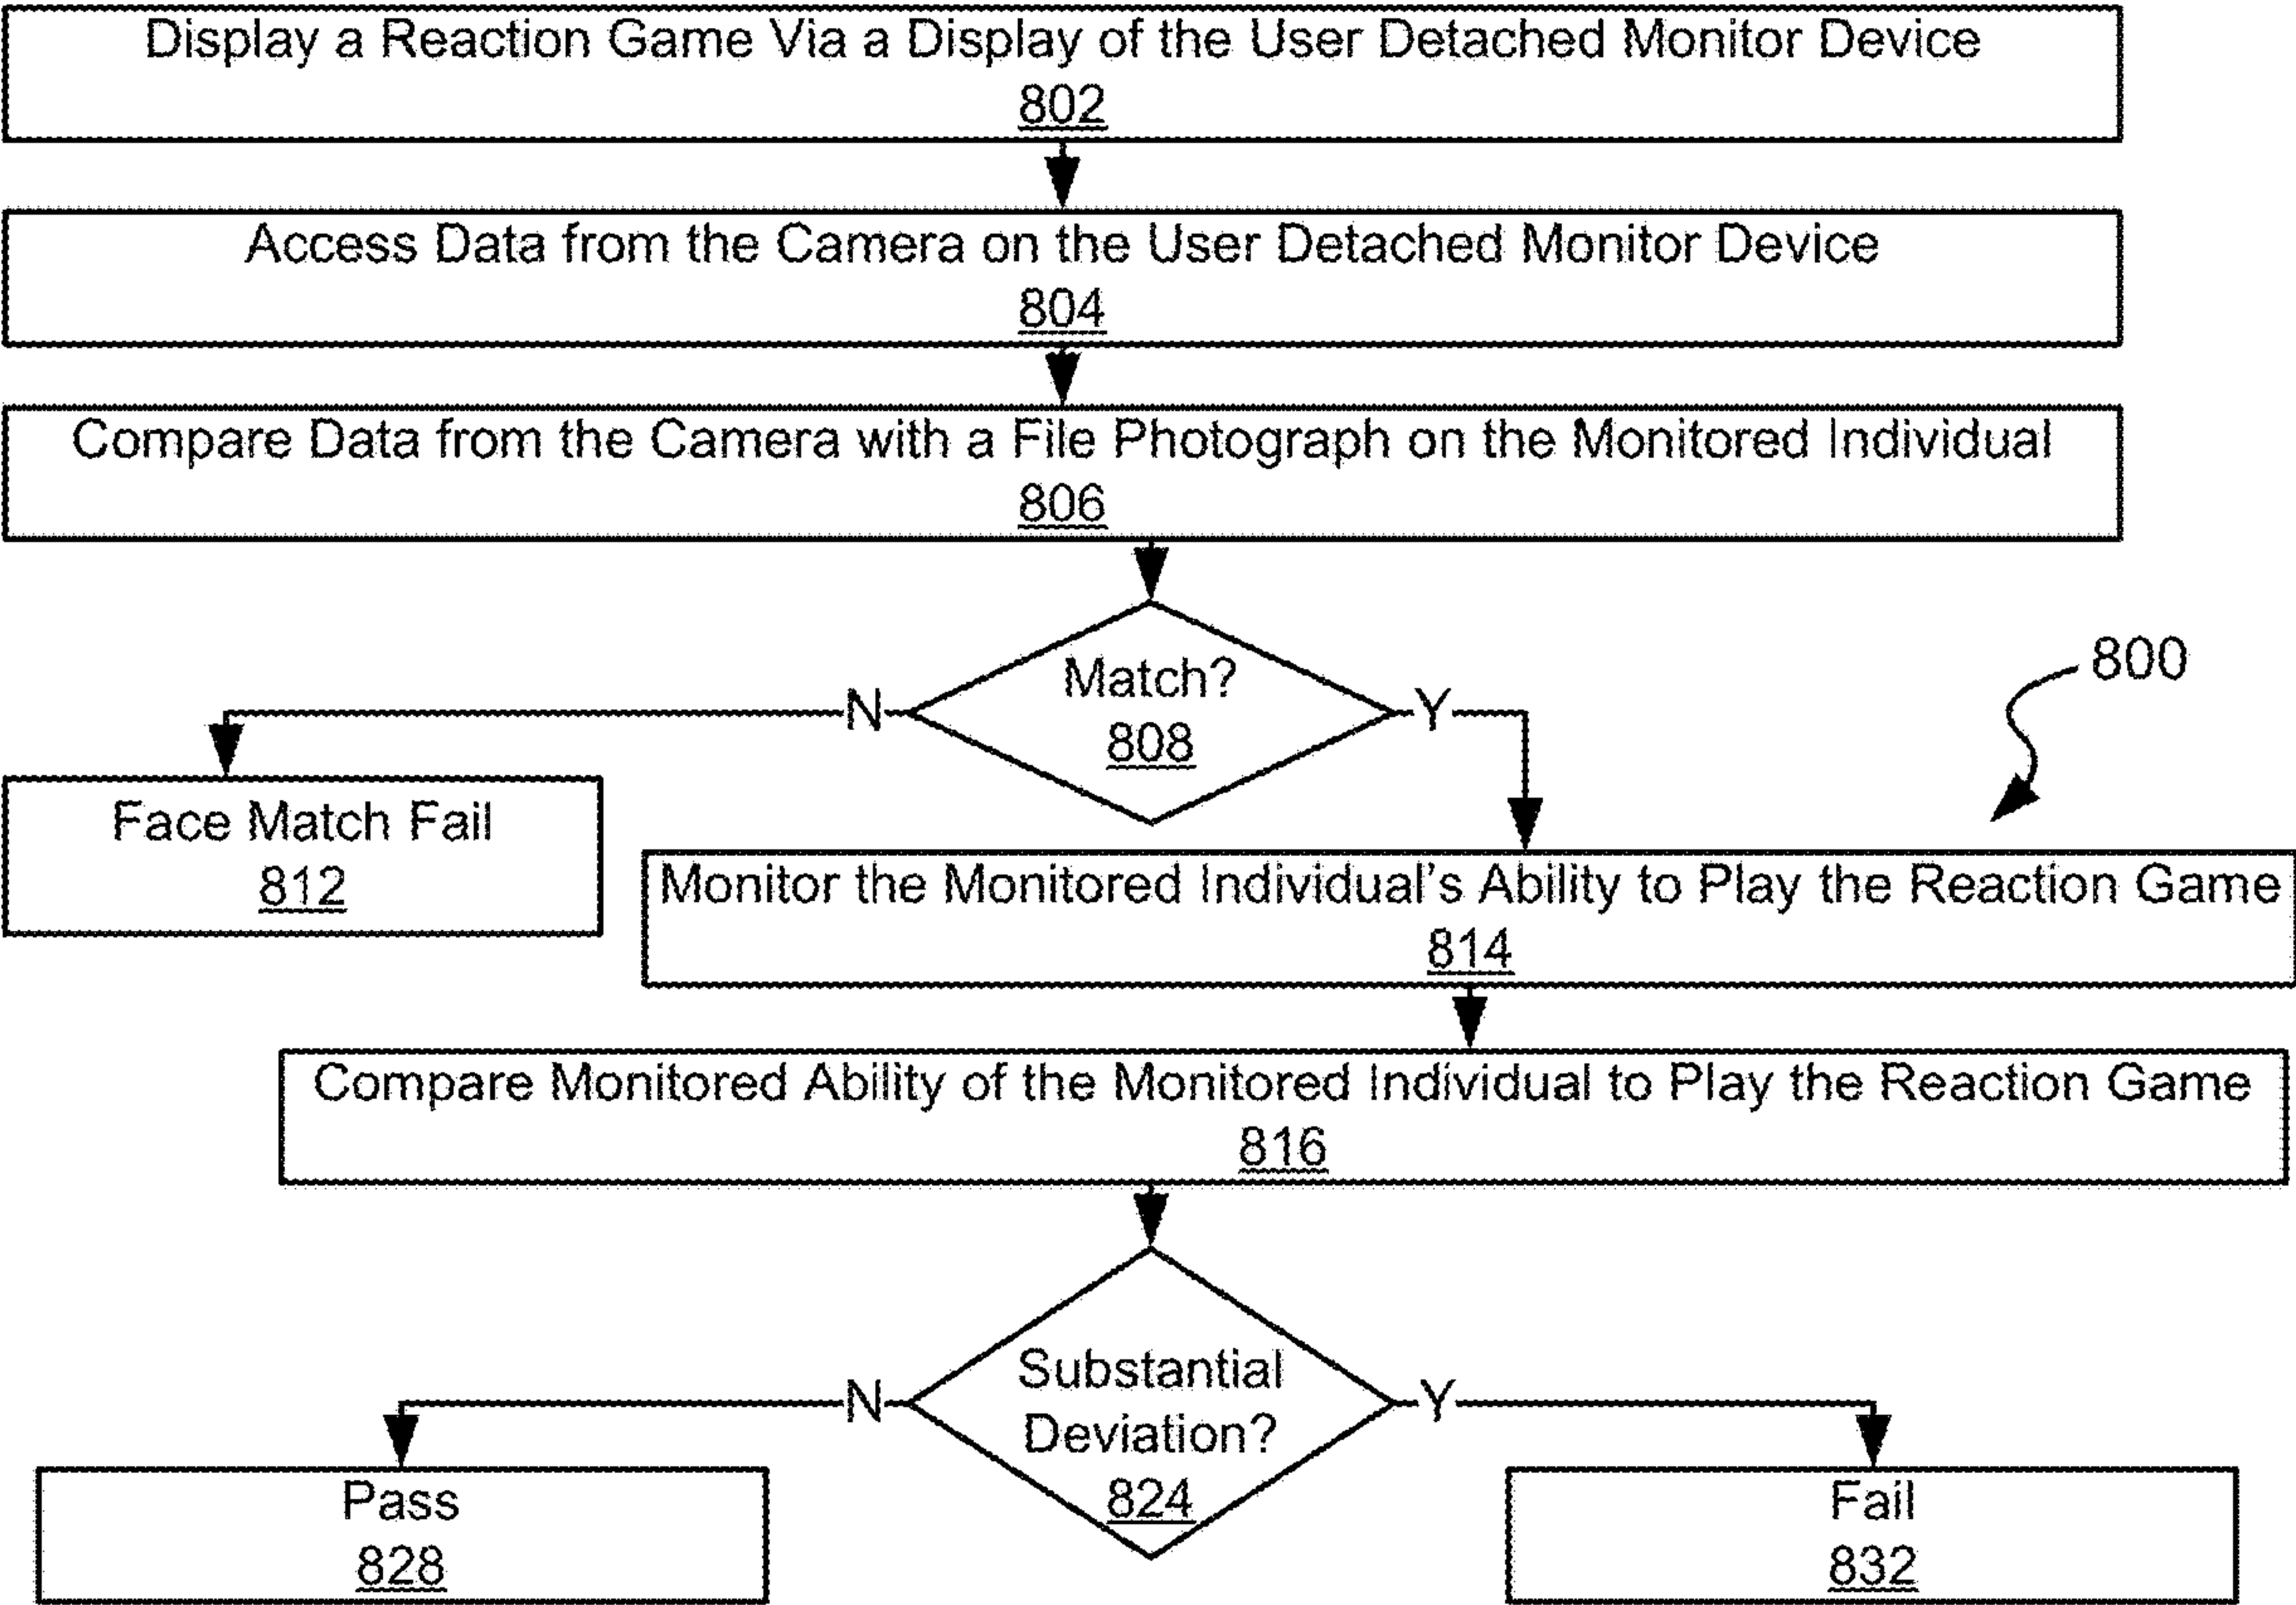 Display a Reaction Game Via a Display of the User Detached Monitor Device
802
Access Data from the Camera on the User Detached Monitor Device
804
Compare Data from the Camera with a File Photograph on the Monitored Individual
806
Match?
808
N
Y
800
Face Match Fail
812
Monitor the Monitored Individual's Ability to Play the Reaction Game
814
Compare Monitored Ability of the Monitored Individual to Play the Reaction Game
816
Substantial
Deviation?
824
N
Y
Pass
828
Fail
832